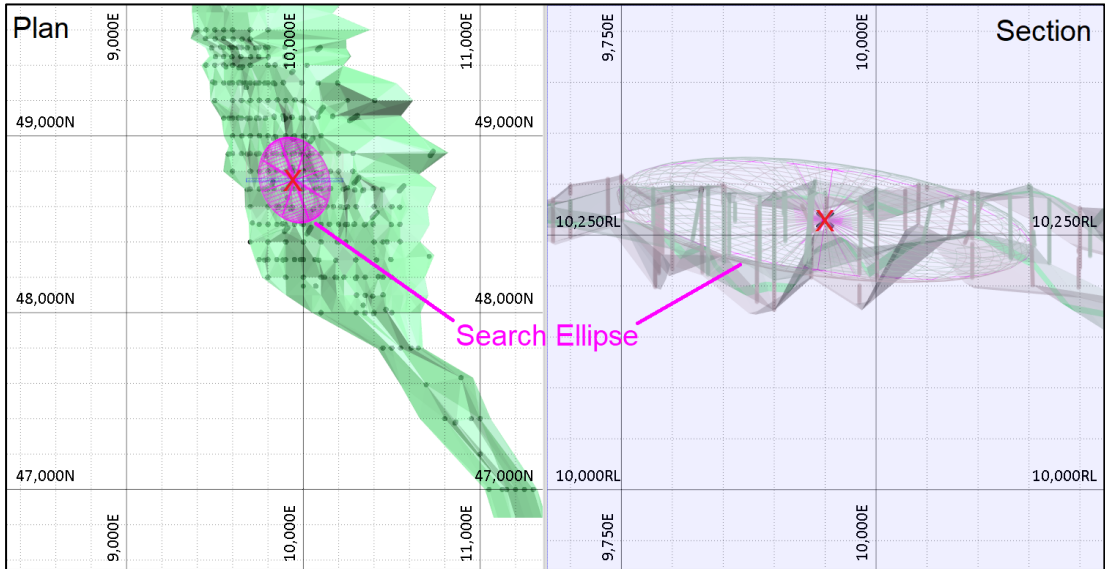 Plan
9,000E
10,000E
11,000E
49,000N
49,000N
48,000N
48,000N
47,000N
47,000N
9,000E
10,000E
11,000E
Section
9,750E
10,000E
10,250RL
10,250RL
10,000RL
10,000RL
9,750E
10,000E
Search Ellipse